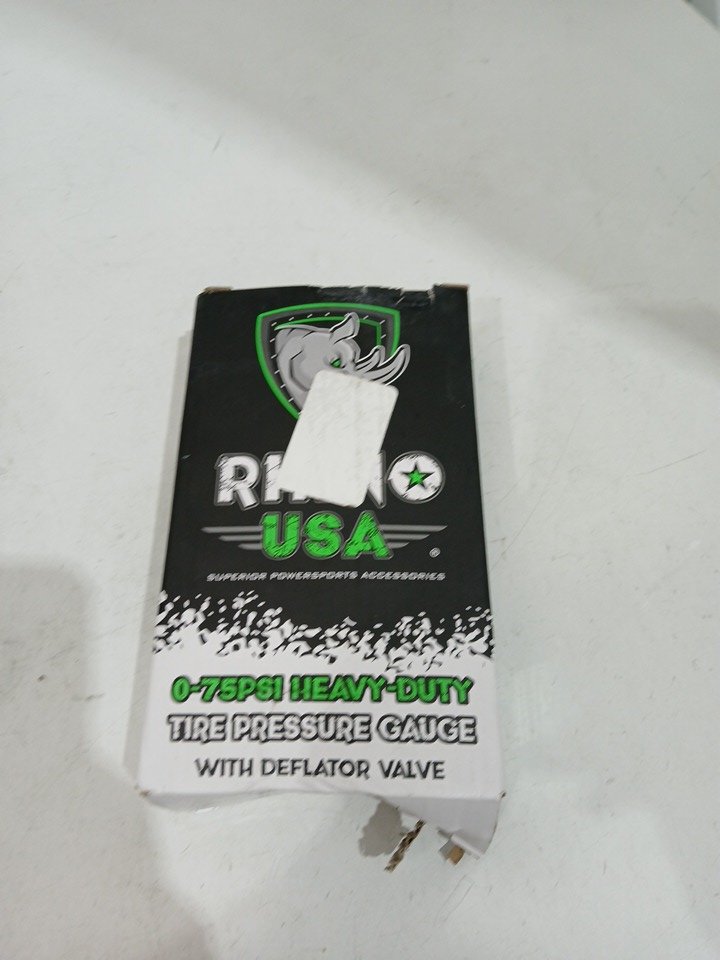 RHINO
USA
®
SUPERIOR POWERSPORTS ACCESSORIES
0-75PSI HEAVY-DUTY
TIRE PRESSURE GAUGE
WITH DEFLATOR VALVE